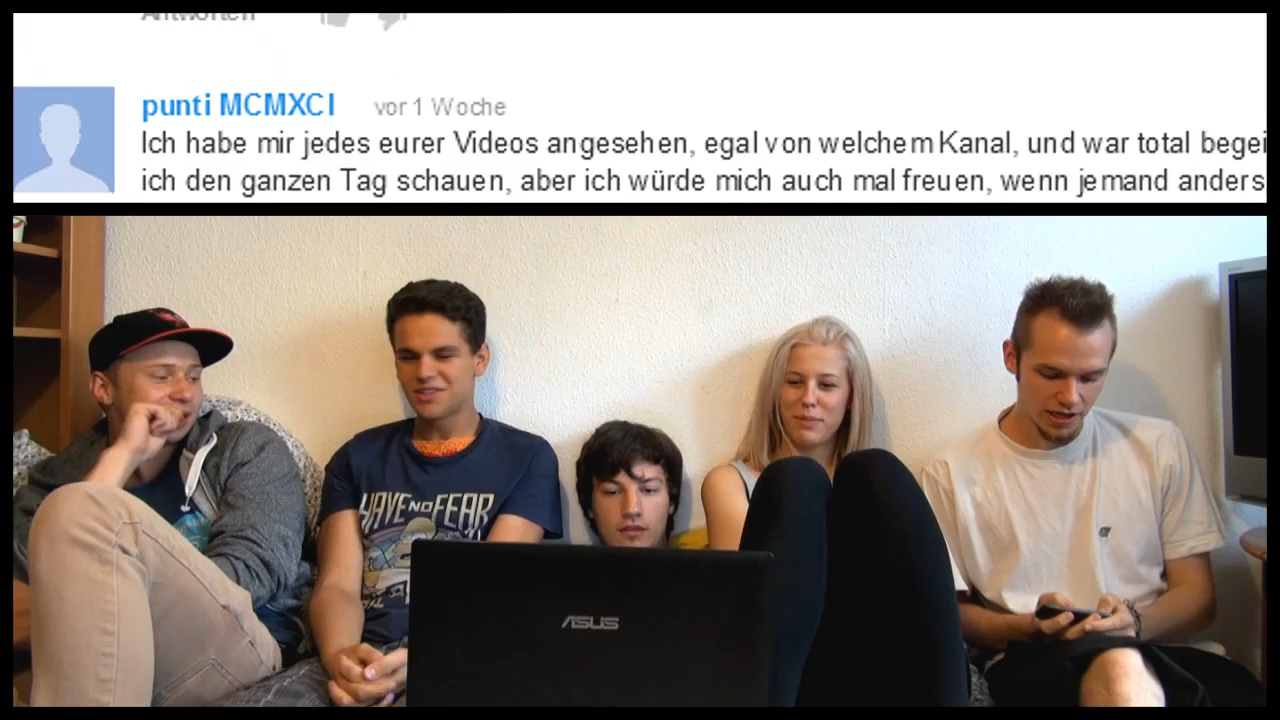 Antworten
punti MCMXCI vor 1 Woche
Ich habe mir jedes eurer Videos angesehen, egal von welchem Kanal, und war total begei
ich den ganzen Tag schauen, aber ich würde mich auch mal freuen, wenn jemand anders
HAVE NO FEAR
ASUS